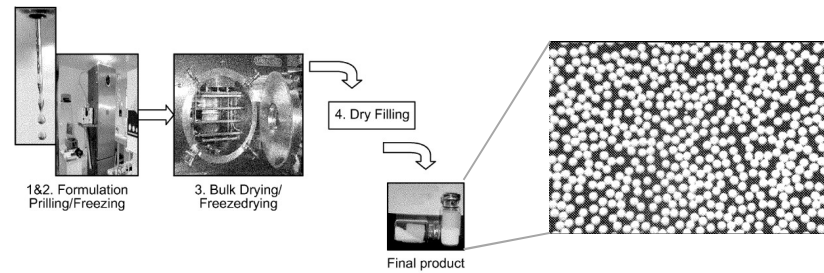 1&2. Formulation
Prilling/Freezing
3. Bulk Drying/
Freezedrying
4. Dry Filling
Final product